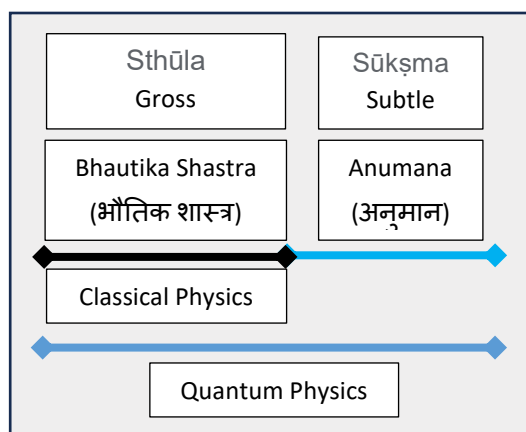 Sthūla
Gross
Sūkṣma
Subtle
Bhautika Shastra
(भौतिक शास्त्र)
Anumana
(अनुमान)
Classical Physics
Quantum Physics